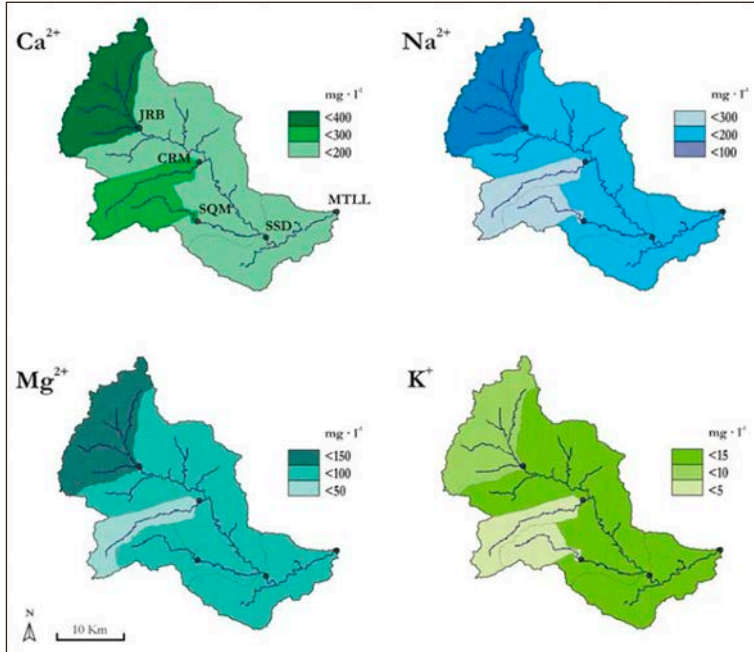 Ca²⁺
mg · l⁻¹
<400
<300
<200
JRB
CRM
SQM
SSD
MTLL
Na²⁺
mg · l⁻¹
<300
<200
<100
Mg²⁺
mg · l⁻¹
<150
<100
<50
K⁺
mg · l⁻¹
<15
<10
<5
N
10 Km